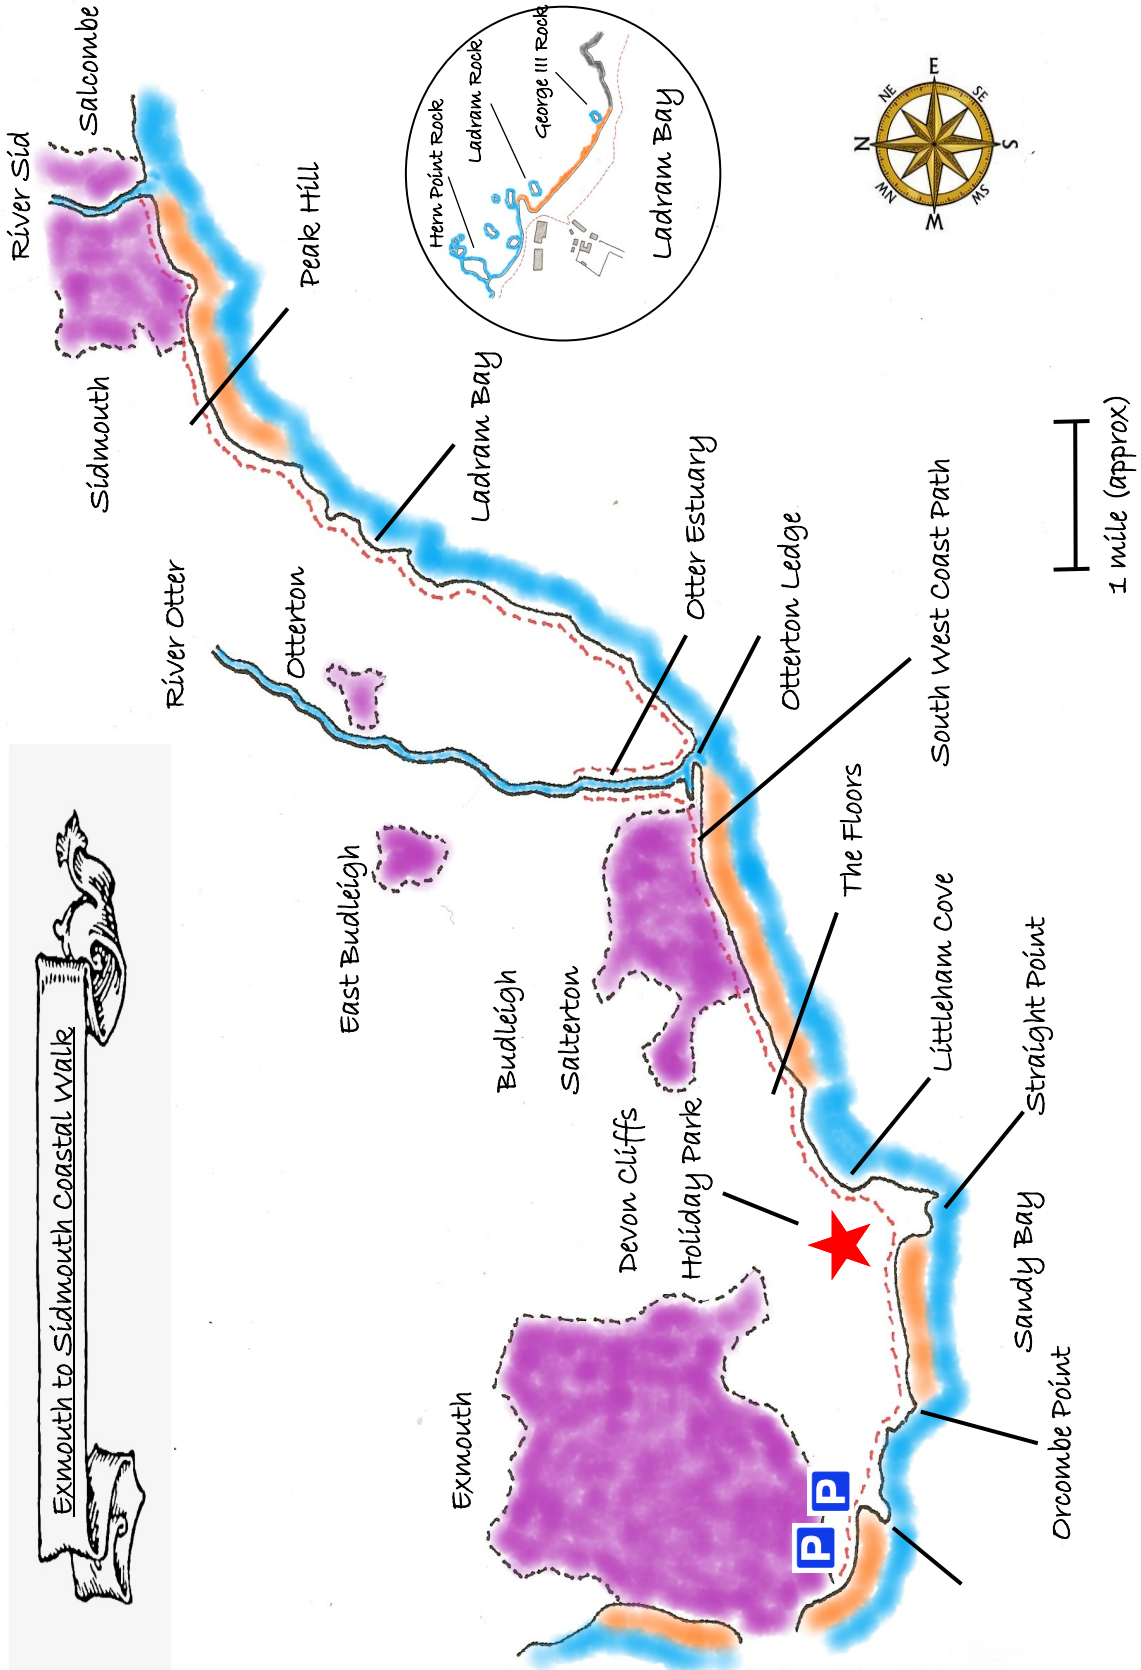 Exmouth to Sidmouth Coastal Walk
River Sid
Salcombe
Sidmouth
Peak Hill
Ladram Bay
River Otter
Otterton
Otter Estuary
Otterton Ledge
South West Coast Path
East Budleigh
Budleigh
Salterton
The Floors
Littleham Cove
Straight Point
Devon Cliffs
Holiday Park
Sandy Bay
Orcombe Point
Exmouth
P
P
Hern Point Rock
Ladram Rock
George III Rock
Ladram Bay
N
NE
E
SE
S
SW
W
NW
1 mile (approx)